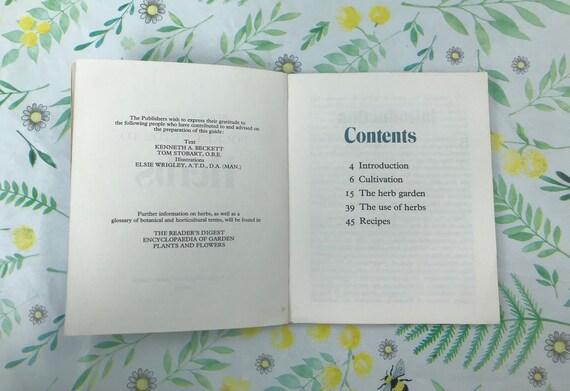 The Publishers wish to express their gratitude to
the following people who have contributed to and advised on
the preparation of this guide:
Text
KENNETH A. BECKETT
TOM STOBART, O.B.E.
Illustrations
ELSIE WRIGLEY, A.T.D., D.A. (MAN.)
Further information on herbs, as well as a
glossary of botanical and horticultural terms, will be found in
THE READER'S DIGEST
ENCYCLOPAEDIA OF GARDEN
PLANTS AND FLOWERS
Contents
4 Introduction
6 Cultivation
15 The herb garden
39 The use of herbs
45 Recipes